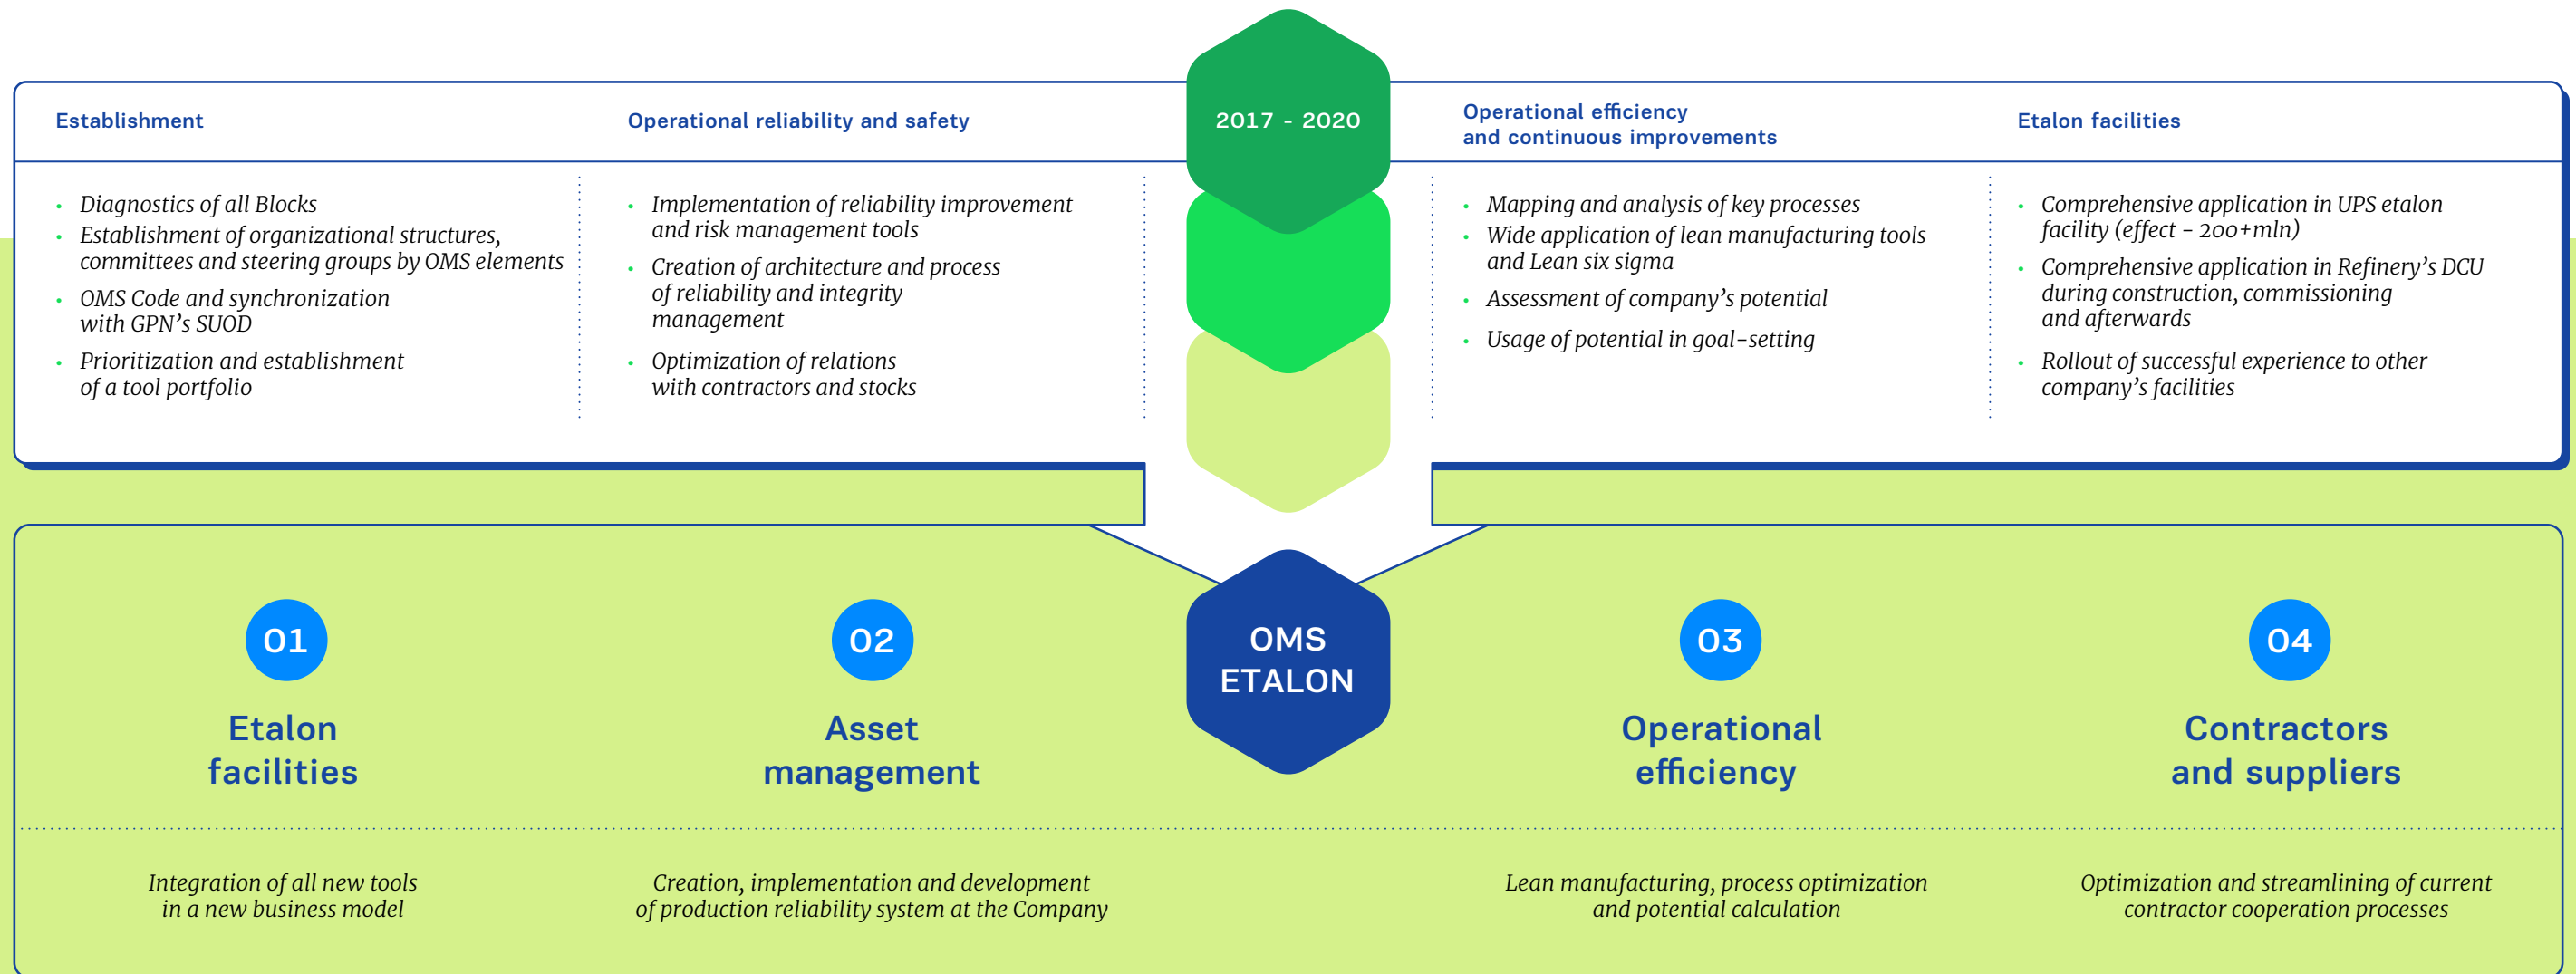 2017 - 2020
Establishment
Diagnostics of all Blocks
Establishment of organizational structures,
committees and steering groups by OMS elements
OMS Code and synchronization
with GPN’s SUOD
Prioritization and establishment
of a tool portfolio
Operational reliability and safety
Implementation of reliability improvement
and risk management tools
Creation of architecture and process
of reliability and integrity
management
Optimization of relations
with contractors and stocks
Operational efficiency
and continuous improvements
Mapping and analysis of key processes
Wide application of lean manufacturing tools
and Lean six sigma
Assessment of company’s potential
Usage of potential in goal-setting
Etalon facilities
Comprehensive application in UPS etalon
facility (effect - 200+mln)
Comprehensive application in Refinery’s DCU
during construction, commissioning
and afterwards
Rollout of successful experience to other
company’s facilities
OMS
ETALON
01
Etalon
facilities
Integration of all new tools
in a new business model
02
Asset
management
Creation, implementation and development
of production reliability system at the Company
03
Operational
efficiency
Lean manufacturing, process optimization
and potential calculation
04
Contractors
and suppliers
Optimization and streamlining of current
contractor cooperation processes